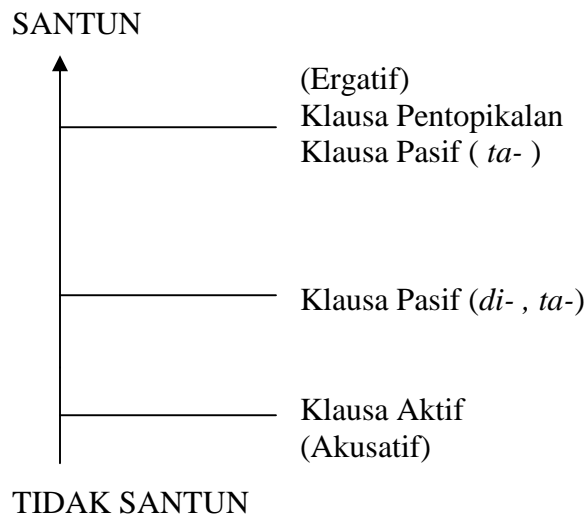 SANTUN
(Ergatif)
Klausa Pentopikalan
Klausa Pasif ( ta- )
Klausa Pasif (di- , ta-)
Klausa Aktif
(Akusatif)
TIDAK SANTUN